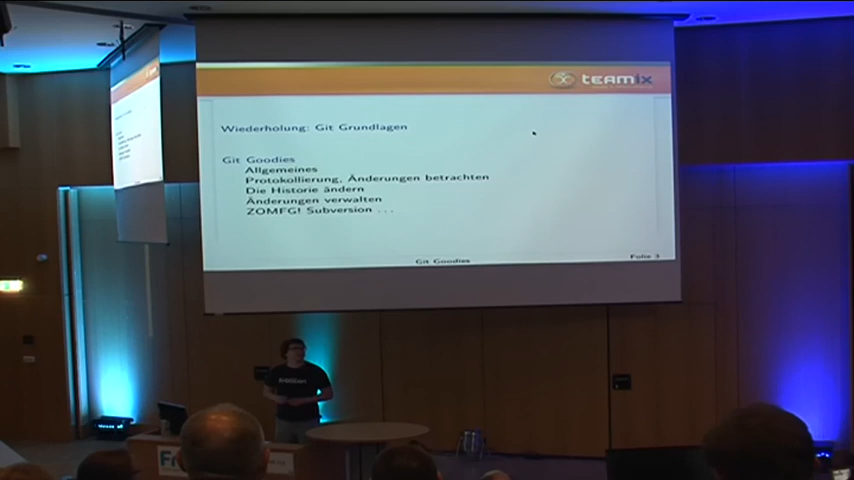 teamix
Wiederholung: Git Grundlagen
Git Goodies
Allgemeines
Protokollierung, Änderungen betrachten
Die Historie ändern
Änderungen verwalten
ZOMFG! Subversion ...
Git Goodies
Folie 3